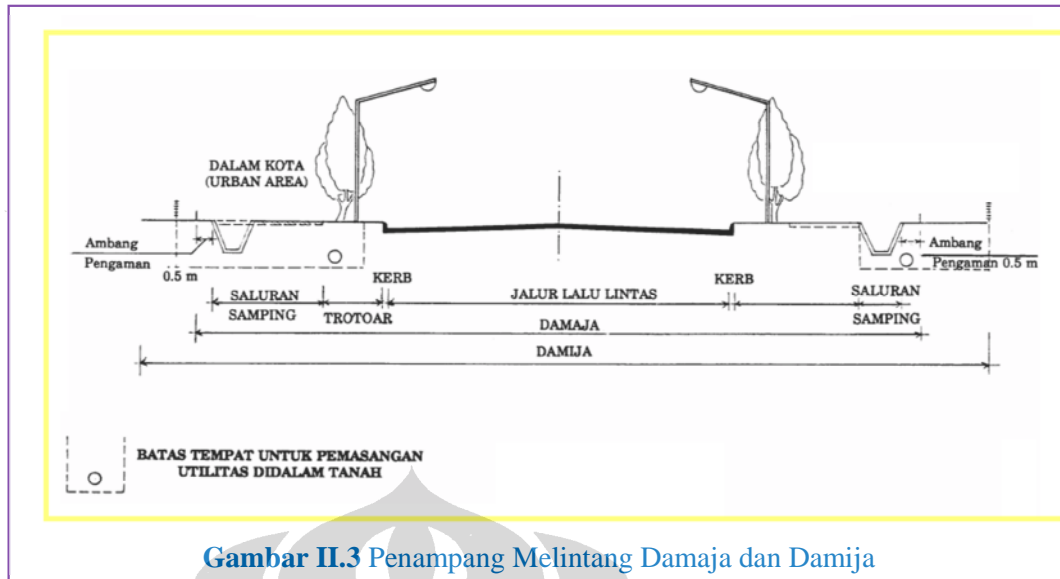 DALAM KOTA
(URBAN AREA)
Ambang
Pengaman
0.5 m
Ambang
Pengaman 0.5 m
KERB
KERB
SALURAN
SAMPING
TROTOAR
JALUR LALU LINTAS
SALURAN
SAMPING
DAMAJA
DAMIJA
BATAS TEMPAT UNTUK PEMASANGAN
UTILITAS DIDALAM TANAH
Gambar II.3 Penampang Melintang Damaja dan Damija